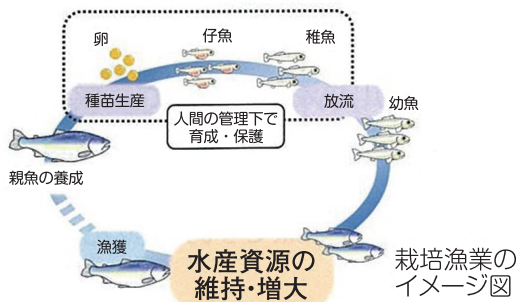 卵
仔魚
稚魚
種苗生産
放流
人間の管理下で
育成・保護
幼魚
親魚の養成
漁獲
水産資源の
維持・増大
栽培漁業の
イメージ図